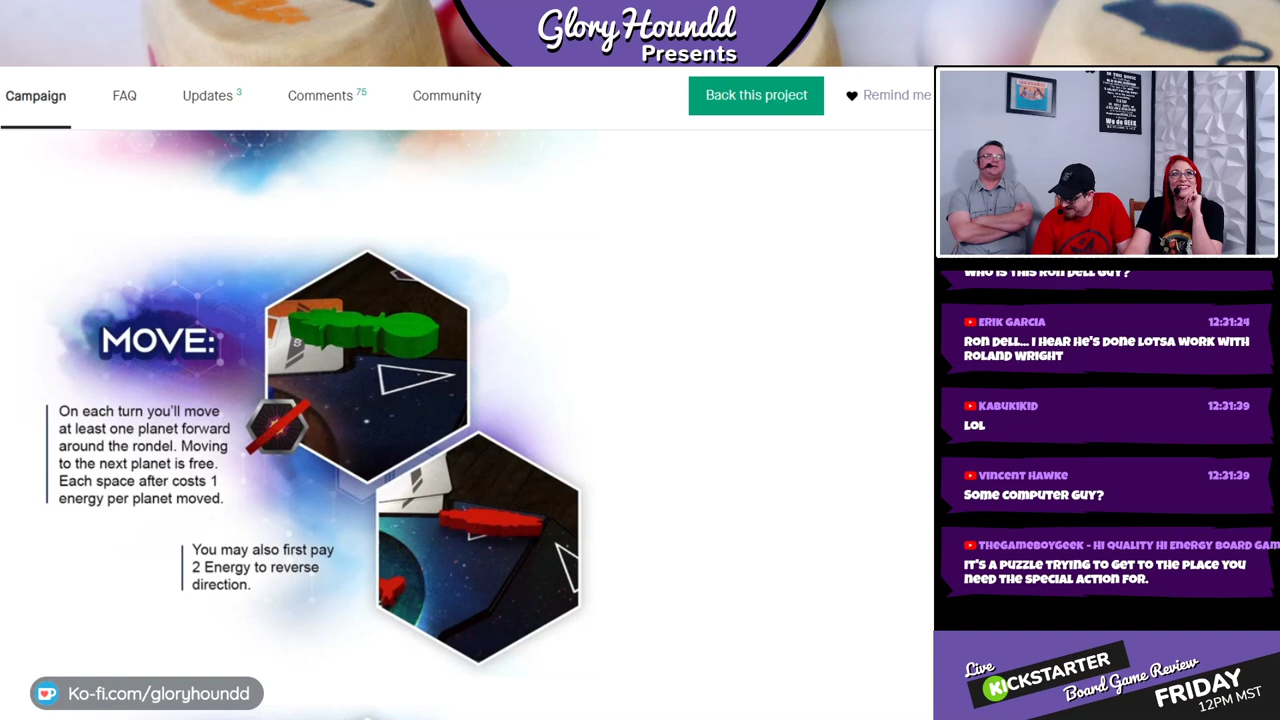 Glory Houndd
Presents
Campaign
FAQ
Updates 3
Comments 75
Community
Back this project
Remind me
MOVE:
On each turn you'll move
at least one planet forward
around the rondel. Moving
to the next planet is free.
Each space after costs 1
energy per planet moved.
You may also first pay
2 Energy to reverse
direction.
Ko-fi.com/gloryhoundd
WHO IS THIS RON DELL GUY?
ERIK GARCIA 12:31:24
RON DELL... I HEAR HE'S DONE LOTSA WORK WITH
ROLAND WRIGHT
KABUKIKID 12:31:39
LOL
VINCENT HAWKE 12:31:39
SOME COMPUTER GUY?
THEGAMEBOYGEEK - HI QUALITY HI ENERGY BOARD GAM
IT'S A PUZZLE TRYING TO GET TO THE PLACE YOU
NEED THE SPECIAL ACTION FOR.
Live
KICKSTARTER
Board Game Review
FRIDAY
12PM MST